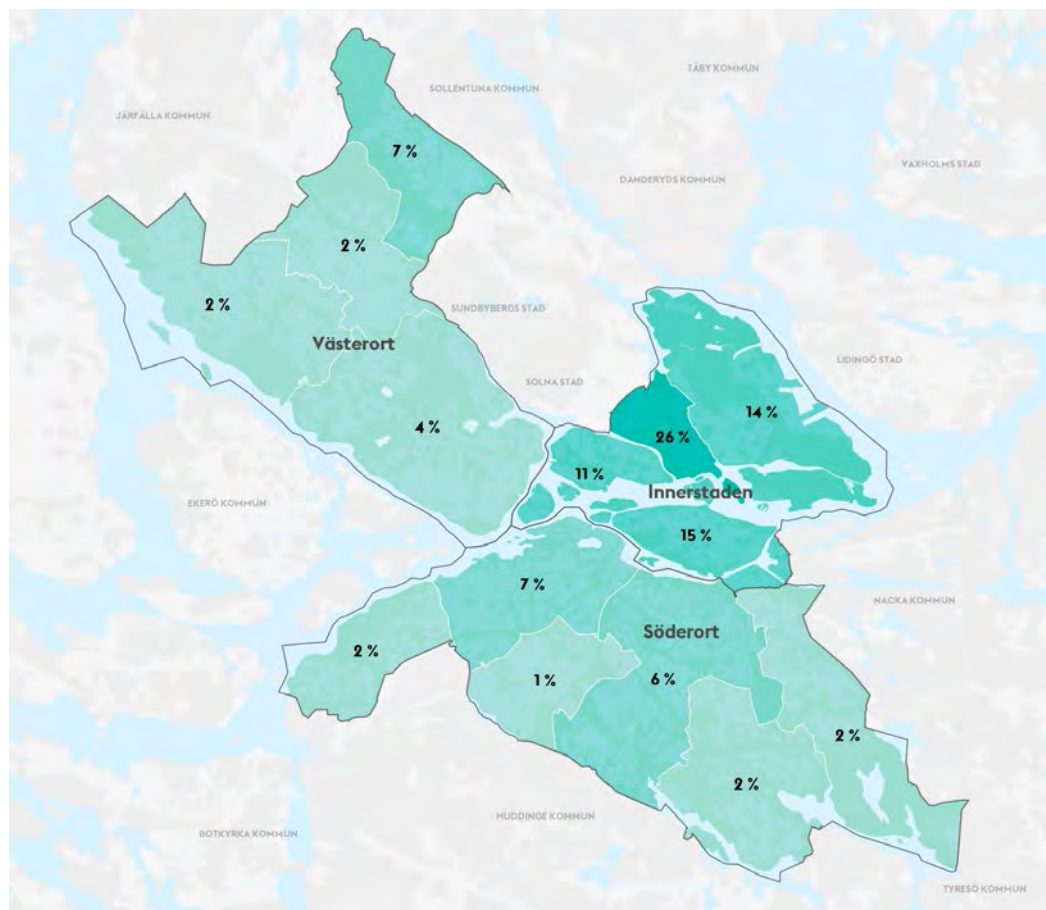 TÄBY KOMMUN
SOLLENTUNA KOMMUN
JÄRFÄLLA KOMMUN
7 %
VAXHOLMS STAD
DANDERYDS KOMMUN
2 %
2 %
SUNDBYBERGS STAD
Västerort
LIDINGÖ STAD
SOLNA STAD
14 %
4 %
26 %
11 %
Innerstaden
EKERÖ KOMMUN
15 %
7 %
NACKA KOMMUN
Söderort
2 %
1 %
6 %
2 %
2 %
HUDDINGE KOMMUN
BOTKYRKA KOMMUN
TYRESÖ KOMMUN